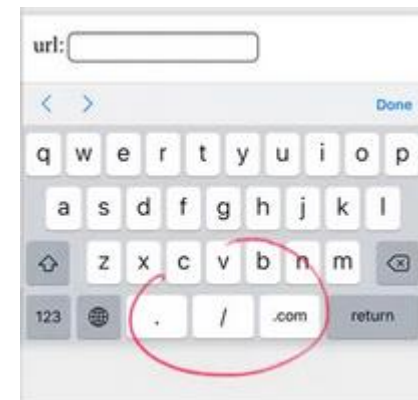 url:
Done
q w e r t y u i o p
a s d f g h j k l
z x c v b n m
123 . / .com return